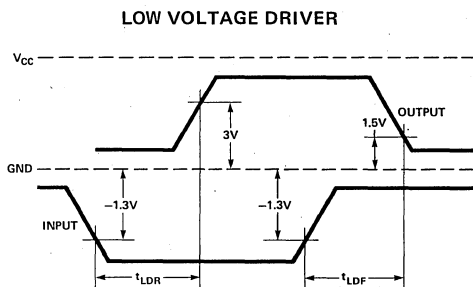 LOW VOLTAGE DRIVER
VCC
OUTPUT
3V
1.5V
GND
−1.3V
−1.3V
INPUT
tLDR
tLDF